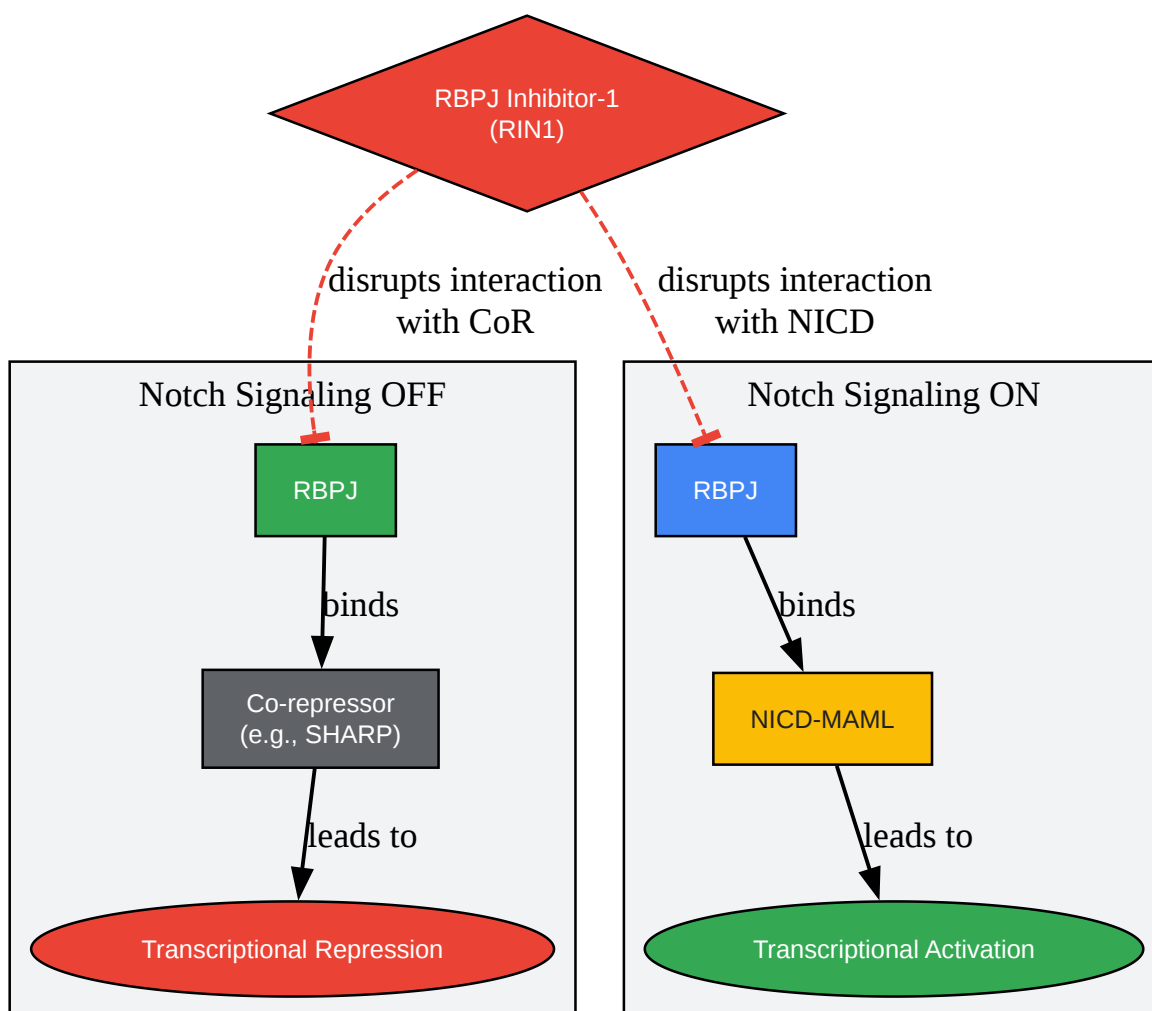 RBPJ Inhibitor-1
(RIN1)
disrupts interaction
with CoR
disrupts interaction
with NICD
Notch Signaling OFF
RBPJ
binds
Co-repressor
(e.g., SHARP)
leads to
Transcriptional Repression
Notch Signaling ON
RBPJ
binds
NICD-MAML
leads to
Transcriptional Activation